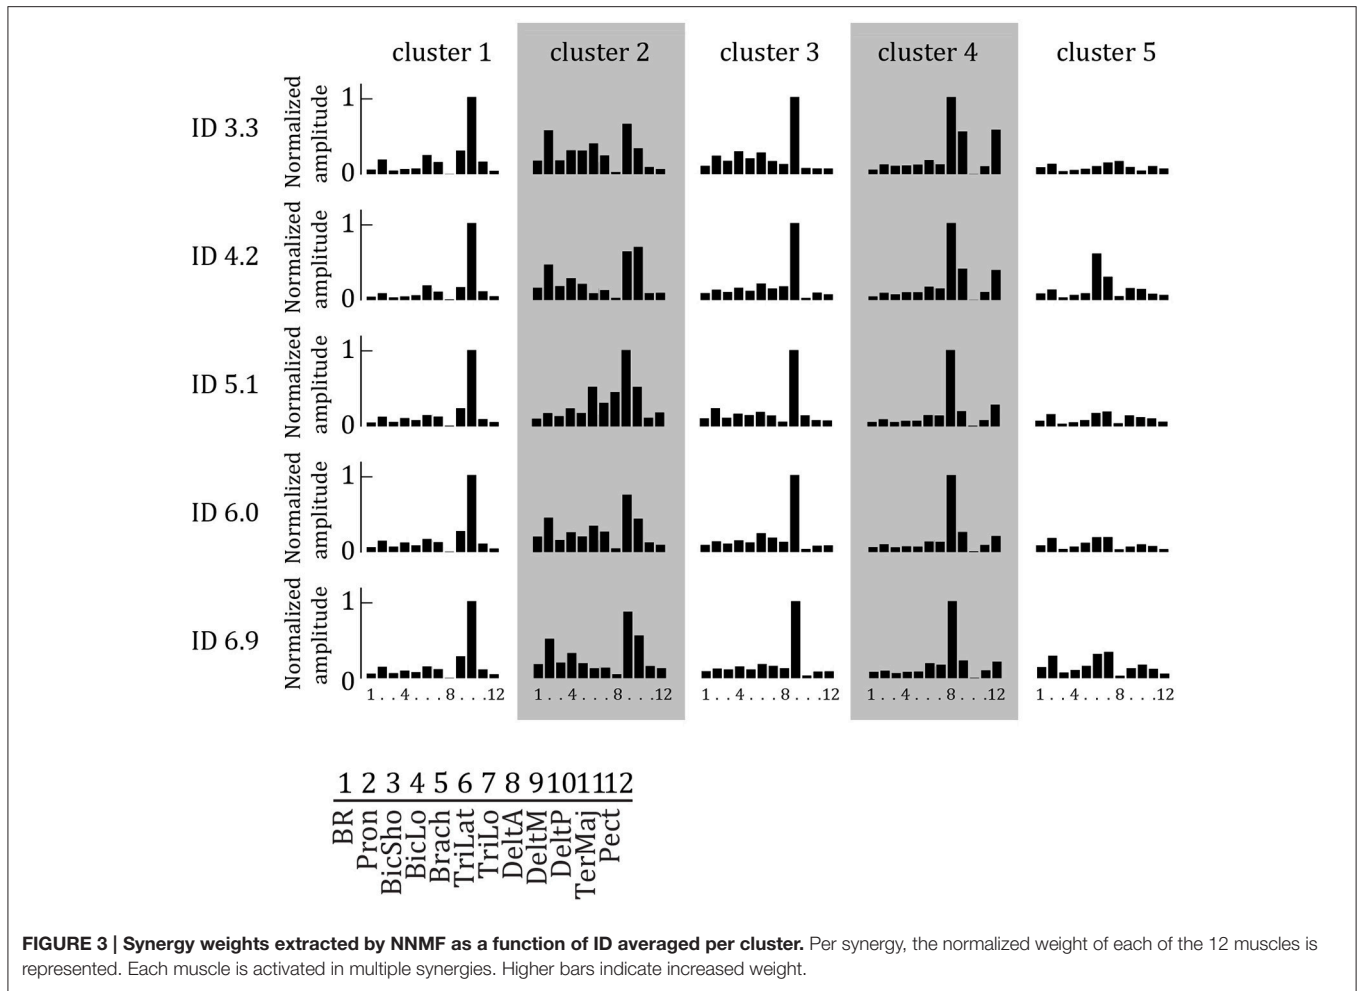 cluster 1 cluster 2 cluster 3 cluster 4 cluster 5
ID 3.3 Normalized amplitude 1 0
ID 4.2 Normalized amplitude 1 0
ID 5.1 Normalized amplitude 1 0
ID 6.0 Normalized amplitude 1 0
ID 6.9 Normalized amplitude 1 0
1 . . 4 . . . 8 . . .12 1 . . 4 . . . 8 . . .12 1 . . 4 . . . 8 . . .12 1 . . 4 . . . 8 . . .12 1 . . 4 . . . 8 . . .12
1 2 3 4 5 6 7 8 9 10 11 12
BR
Pron
BicSho
BicLo
Brach
TriLat
TriLo
DeltA
DeltM
DeltP
TerMaj
Pect
FIGURE 3 | Synergy weights extracted by NNMF as a function of ID averaged per cluster. Per synergy, the normalized weight of each of the 12 muscles is
represented. Each muscle is activated in multiple synergies. Higher bars indicate increased weight.